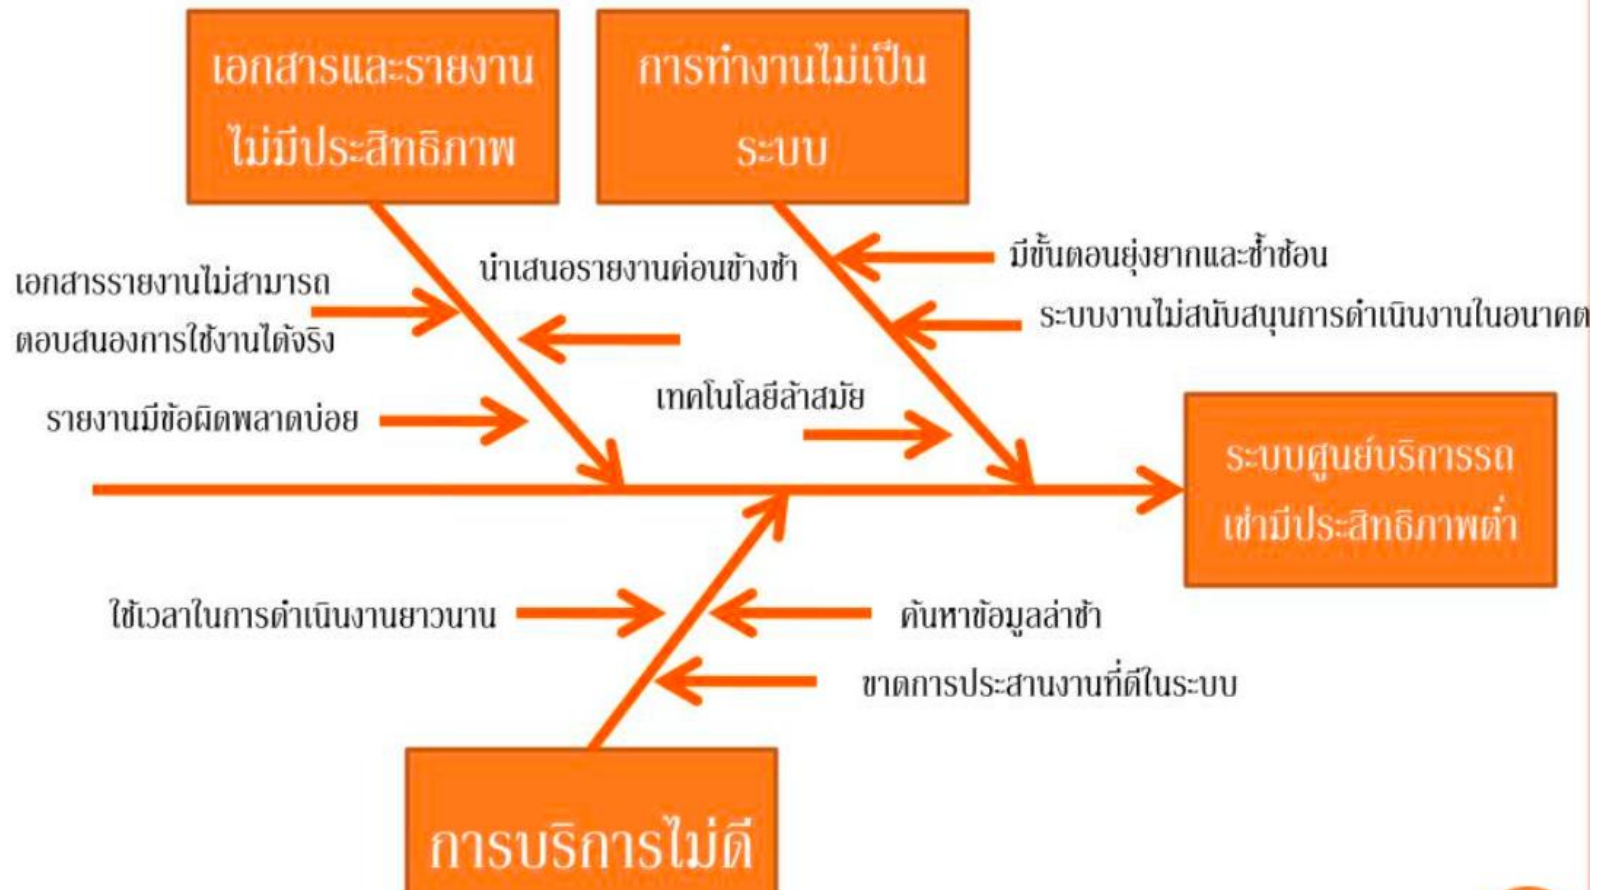 เอกสารและรายงาน
ไม่มีประสิทธิภาพ
การทำงานไม่เป็น
ระบบ
เอกสารรายงานไม่สามารถ
ตอบสนองการใช้งานได้จริง
นำเสนอรายงานค่อนข้างช้า
รายงานมีข้อผิดพลาดบ่อย
มีขั้นตอนยุ่งยากและซ้ำซ้อน
ระบบงานไม่สนับสนุนการดำเนินงานในอนาคต
เทคโนโลยีล้าสมัย
ระบบศูนย์บริการรถ
เช่ามีประสิทธิภาพต่ำ
ใช้เวลาในการดำเนินงานยาวนาน
ค้นหาข้อมูลล่าช้า
ขาดการประสานงานที่ดีในระบบ
การบริการไม่ดี